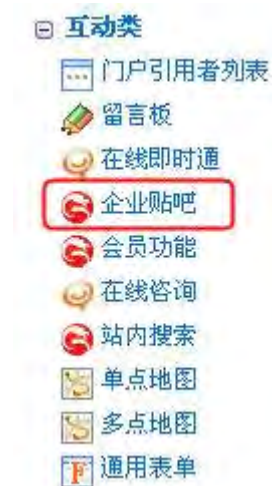 互动类
门户引用者列表
留言板
在线即时通
企业贴吧
会员功能
在线咨询
站内搜索
单点地图
多点地图
通用表单